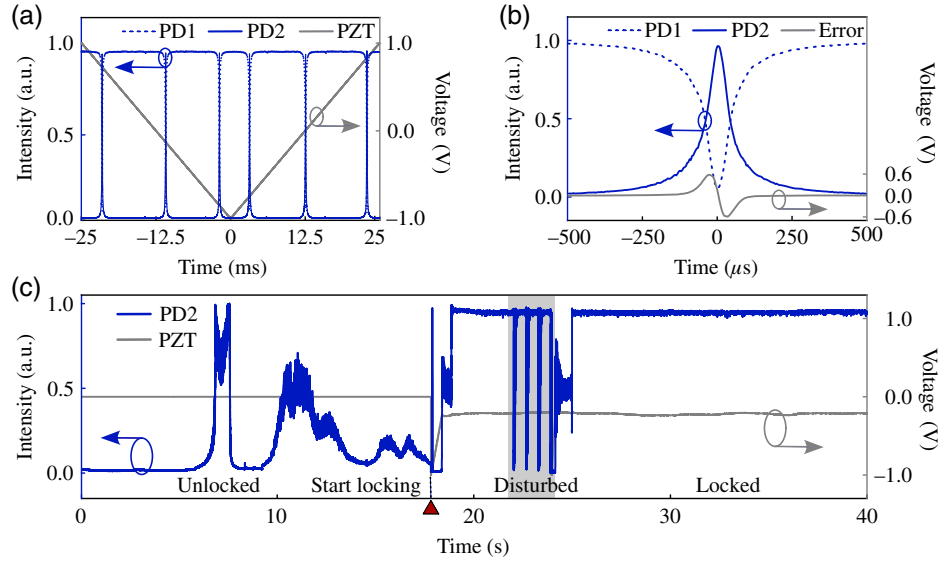 (a)
PD1 PD2 PZT
1.0
0.5
0.0
Intensity (a.u.)
1.0
0.0
−1.0
Voltage (V)
−25 −12.5 0 12.5 25
Time (ms)
(b)
PD1 PD2 Error
1.0
0.5
0.0
Intensity (a.u.)
0.6
0.0
−0.6
Voltage (V)
−500 −250 0 250 500
Time (μs)
(c)
PD2
PZT
1.0
0.5
0.0
Intensity (a.u.)
1.0
0.0
−1.0
Voltage (V)
Unlocked Start locking Disturbed Locked
0 10 20 30 40
Time (s)